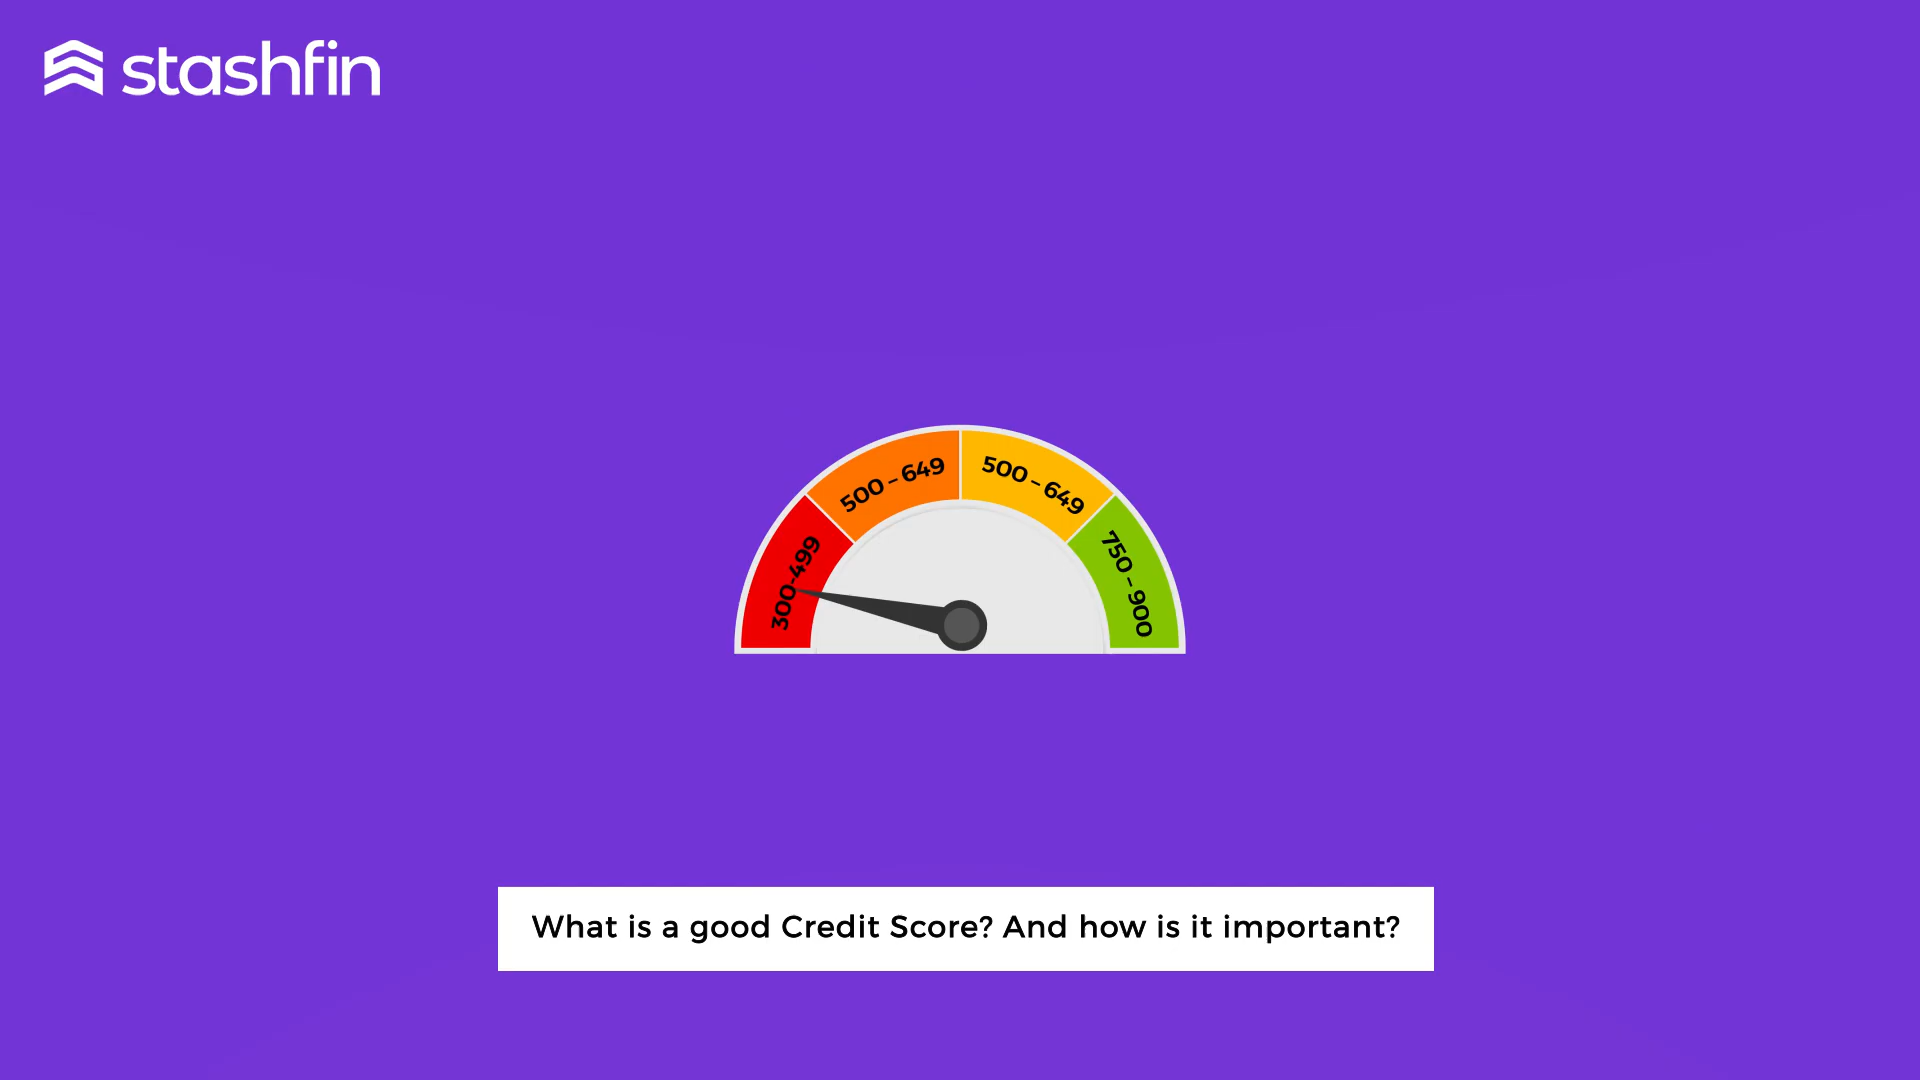 stashfin
300-499
500 – 649
500 – 649
750 – 900
What is a good Credit Score? And how is it important?